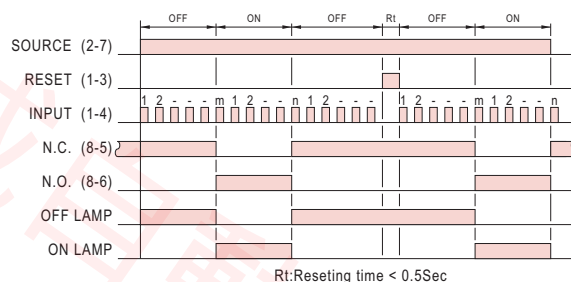 OFF ON OFF Rt OFF ON
SOURCE (2-7)
RESET (1-3)
1 2 - - - m 1 2 - - n 1 2 - - - - 1 2 - - - m 1 2 - - n
INPUT (1-4)
N.C. (8-5)
N.O. (8-6)
OFF LAMP
ON LAMP
Rt:Reseting time < 0.5Sec